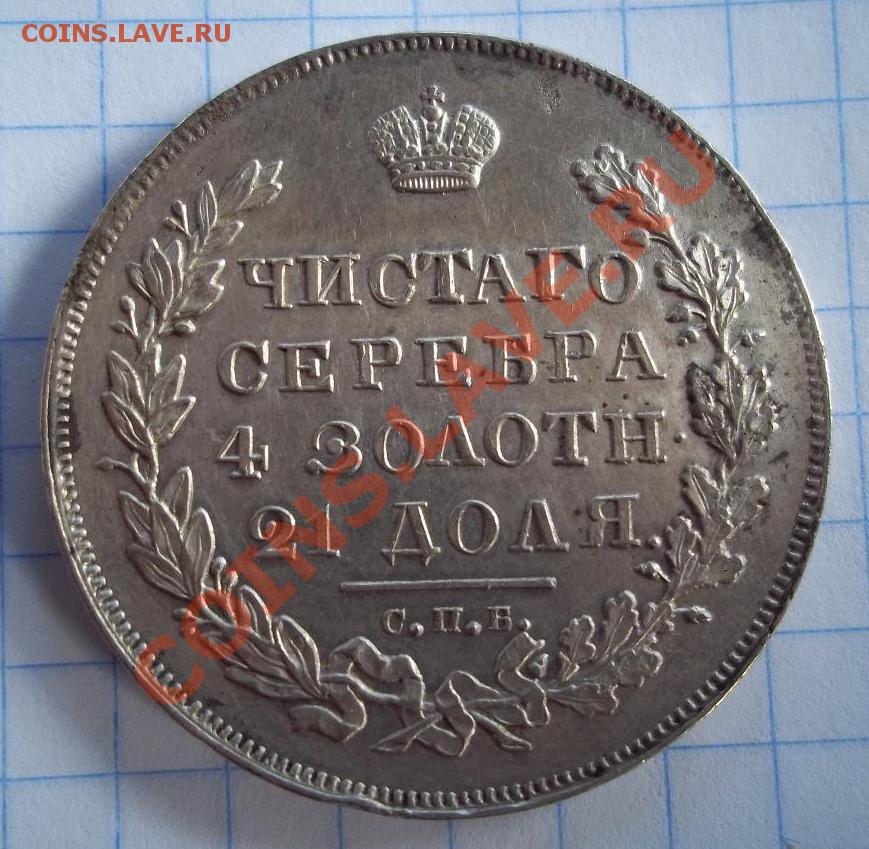 COINS.LAVE.RU
ЧИСТАГО
СЕРЕБРА
4 ЗОЛОТН.
21 ДОЛЯ.
С.П.Б.
COINS.LAVE.RU